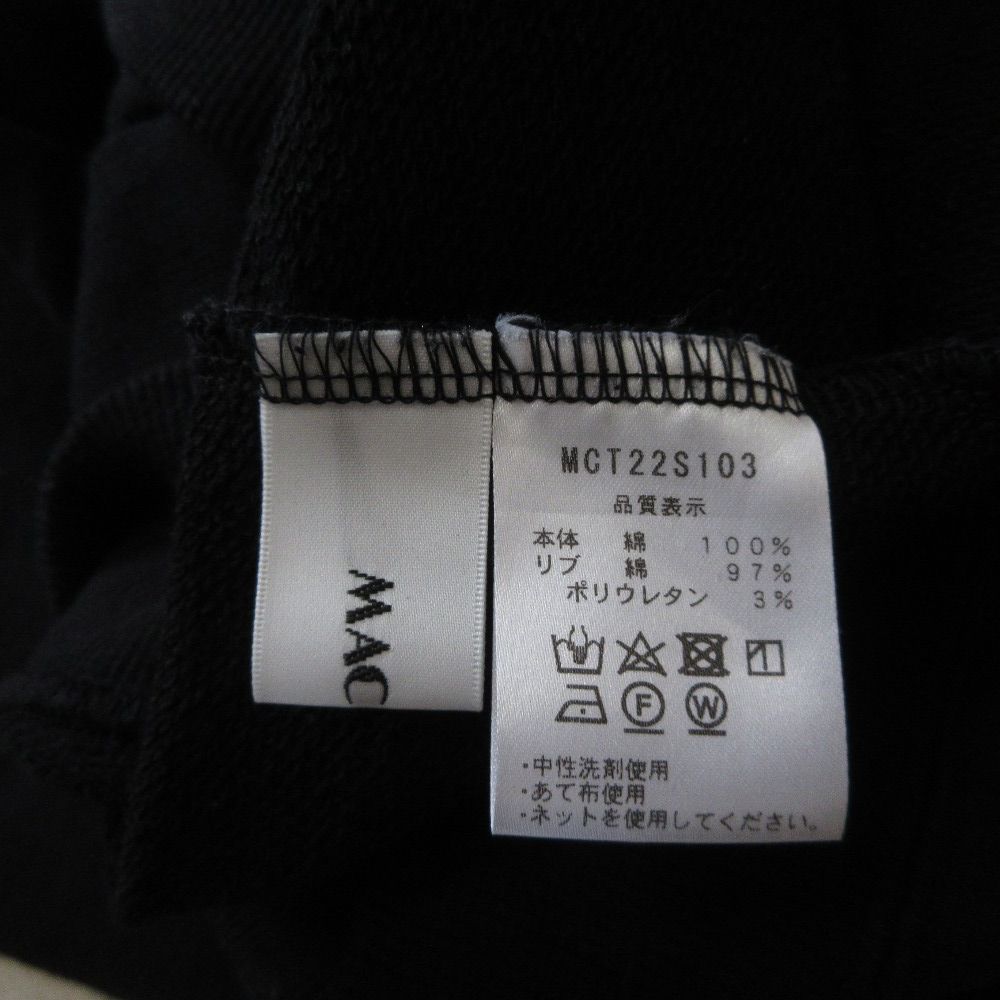 MAC
MCT22S103
品質表示
本体 綿 100%
リブ 綿 97%
ポリウレタン 3%
F W
・中性洗剤使用
・あて布使用
・ネットを使用してください。